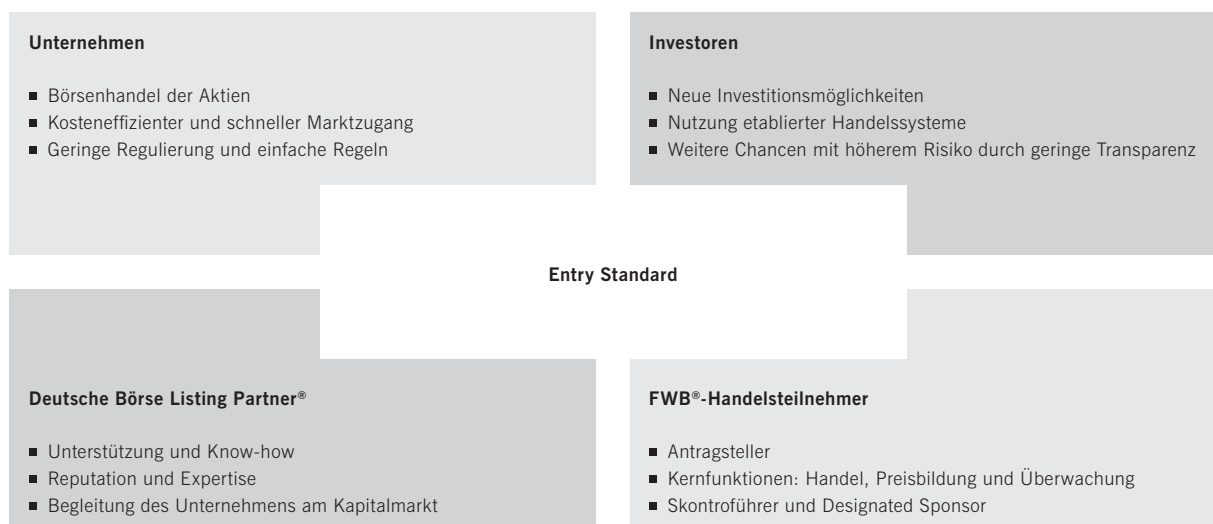 Unternehmen
■ Börsenhandel der Aktien
■ Kosteneffizienter und schneller Marktzugang
■ Geringe Regulierung und einfache Regeln
Investoren
■ Neue Investitionsmöglichkeiten
■ Nutzung etablierter Handelssysteme
■ Weitere Chancen mit höherem Risiko durch geringe Transparenz
Entry Standard
Deutsche Börse Listing Partner®
■ Unterstützung und Know-how
■ Reputation und Expertise
■ Begleitung des Unternehmens am Kapitalmarkt
FWB®-Handelsteilnehmer
■ Antragsteller
■ Kernfunktionen: Handel, Preisbildung und Überwachung
■ Skontroführer und Designated Sponsor